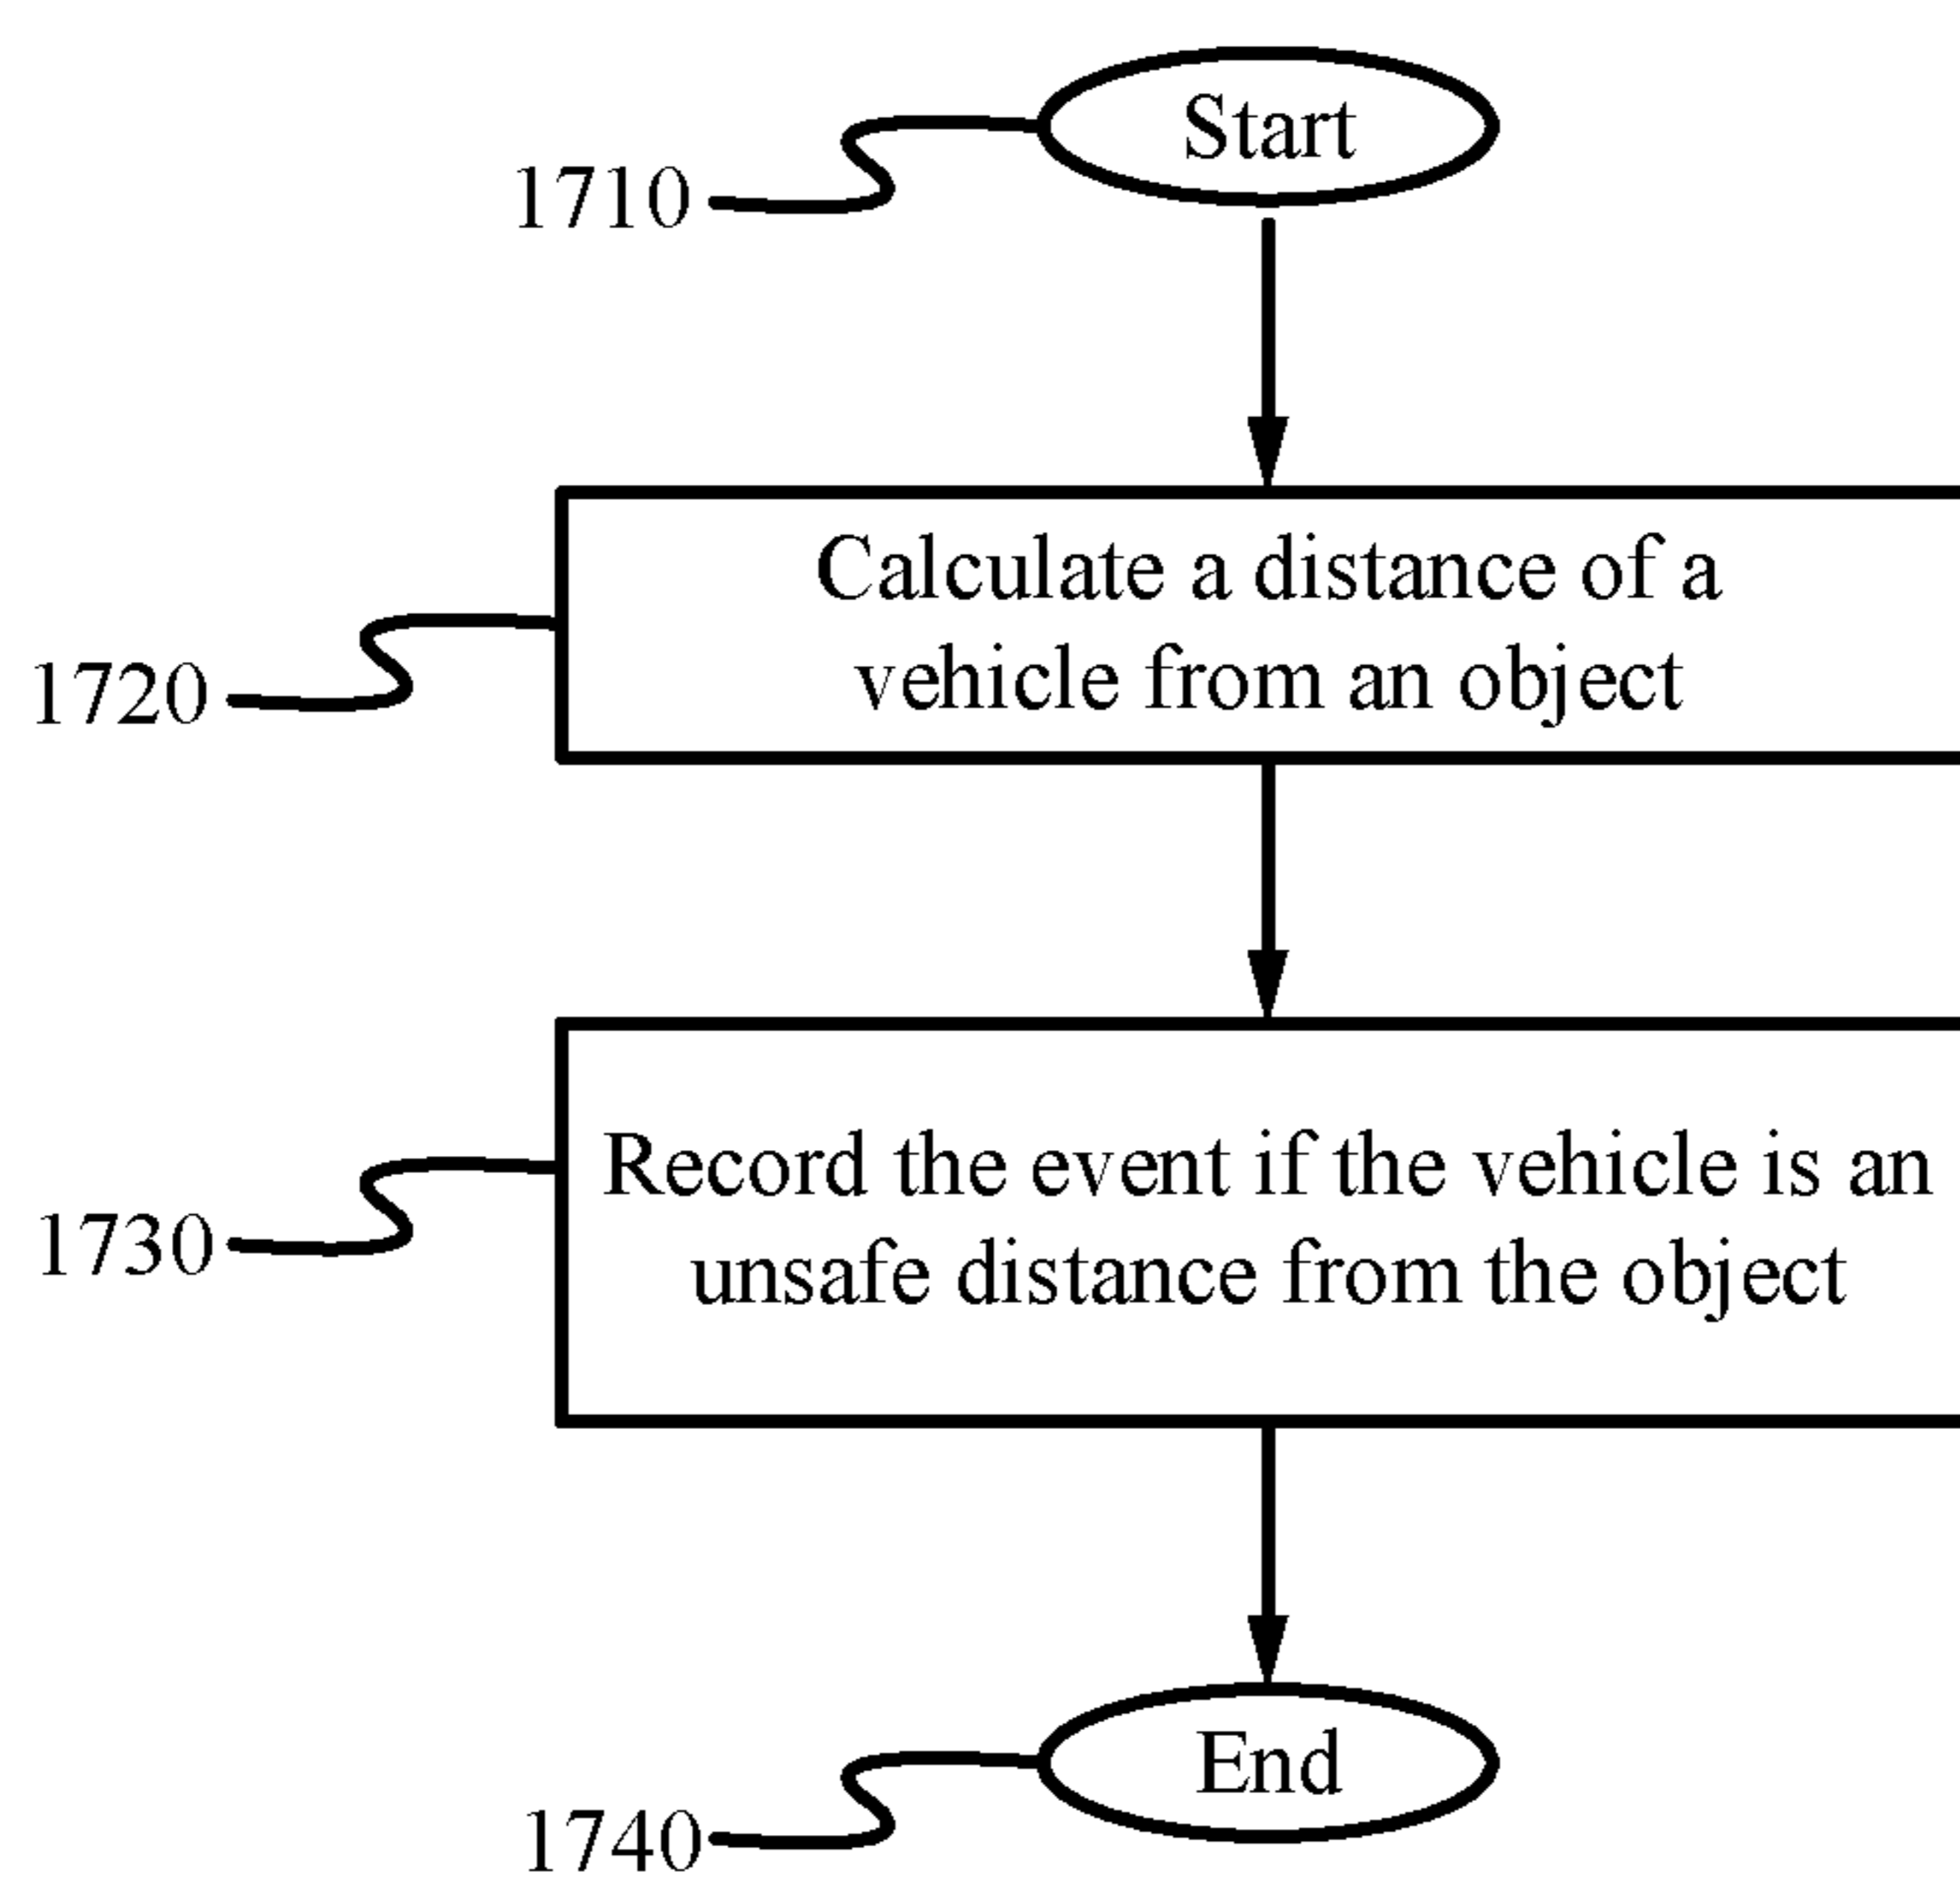 Start
1710
Calculate a distance of a
vehicle from an object
1720
Record the event if the vehicle is an
unsafe distance from the object
1730
End
1740